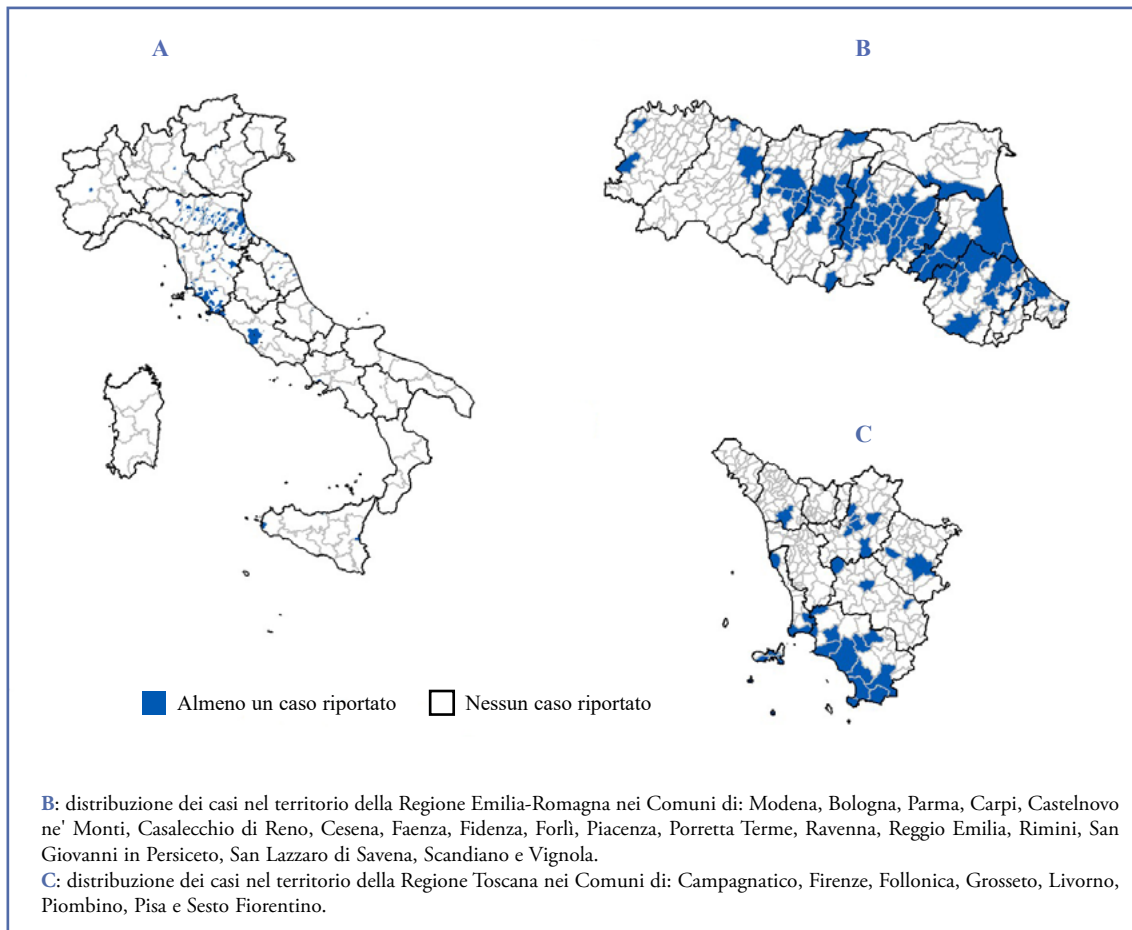 A
B
C
Almeno un caso riportato
Nessun caso riportato
B: distribuzione dei casi nel territorio della Regione Emilia-Romagna nei Comuni di: Modena, Bologna, Parma, Carpi, Castelnovo
ne' Monti, Casalecchio di Reno, Cesena, Faenza, Fidenza, Forlì, Piacenza, Porretta Terme, Ravenna, Reggio Emilia, Rimini, San
Giovanni in Persiceto, San Lazzaro di Savena, Scandiano e Vignola.
C: distribuzione dei casi nel territorio della Regione Toscana nei Comuni di: Campagnatico, Firenze, Follonica, Grosseto, Livorno,
Piombino, Pisa e Sesto Fiorentino.